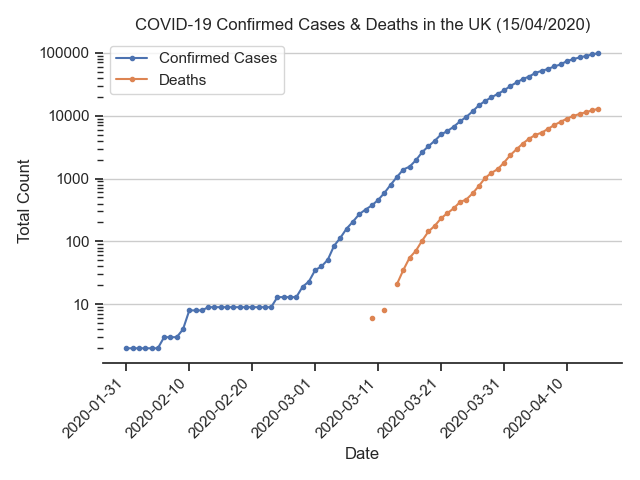 COVID-19 Confirmed Cases & Deaths in the UK (15/04/2020)
Confirmed Cases
Deaths
Total Count
100000
10000
1000
100
10
2020-01-31
2020-02-10
2020-02-20
2020-03-01
2020-03-11
2020-03-21
2020-03-31
2020-04-10
Date